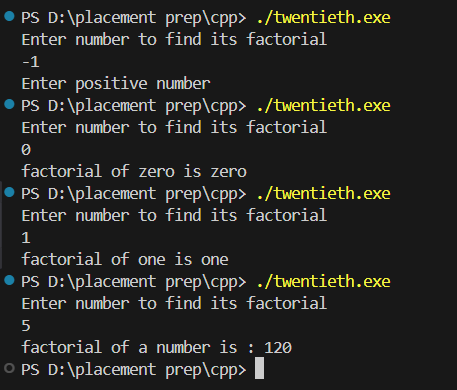 PS D:\placement prep\cpp> ./twentieth.exe
Enter number to find its factorial
-1
Enter positive number
PS D:\placement prep\cpp> ./twentieth.exe
Enter number to find its factorial
0
factorial of zero is zero
PS D:\placement prep\cpp> ./twentieth.exe
Enter number to find its factorial
1
factorial of one is one
PS D:\placement prep\cpp> ./twentieth.exe
Enter number to find its factorial
5
factorial of a number is : 120
PS D:\placement prep\cpp>